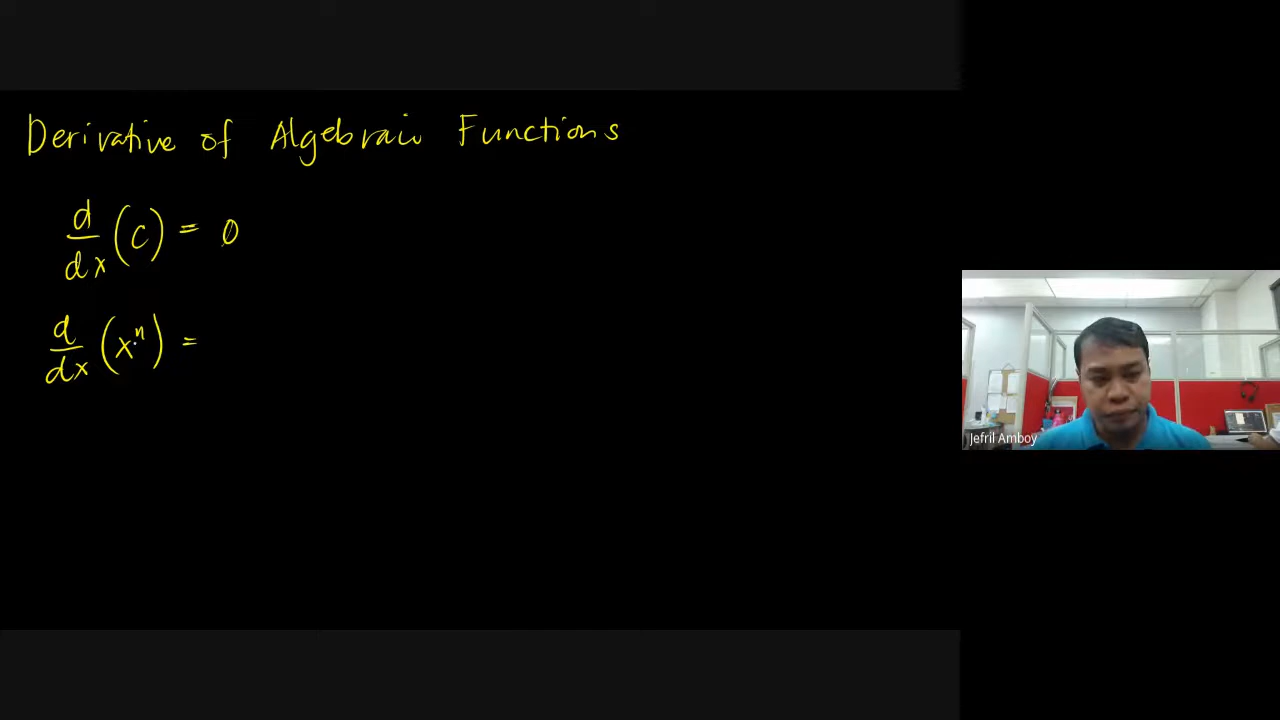 Derivative of Algebraic Functions
d/dx (c) = 0
d/dx (xⁿ) =
Jefril Amboy